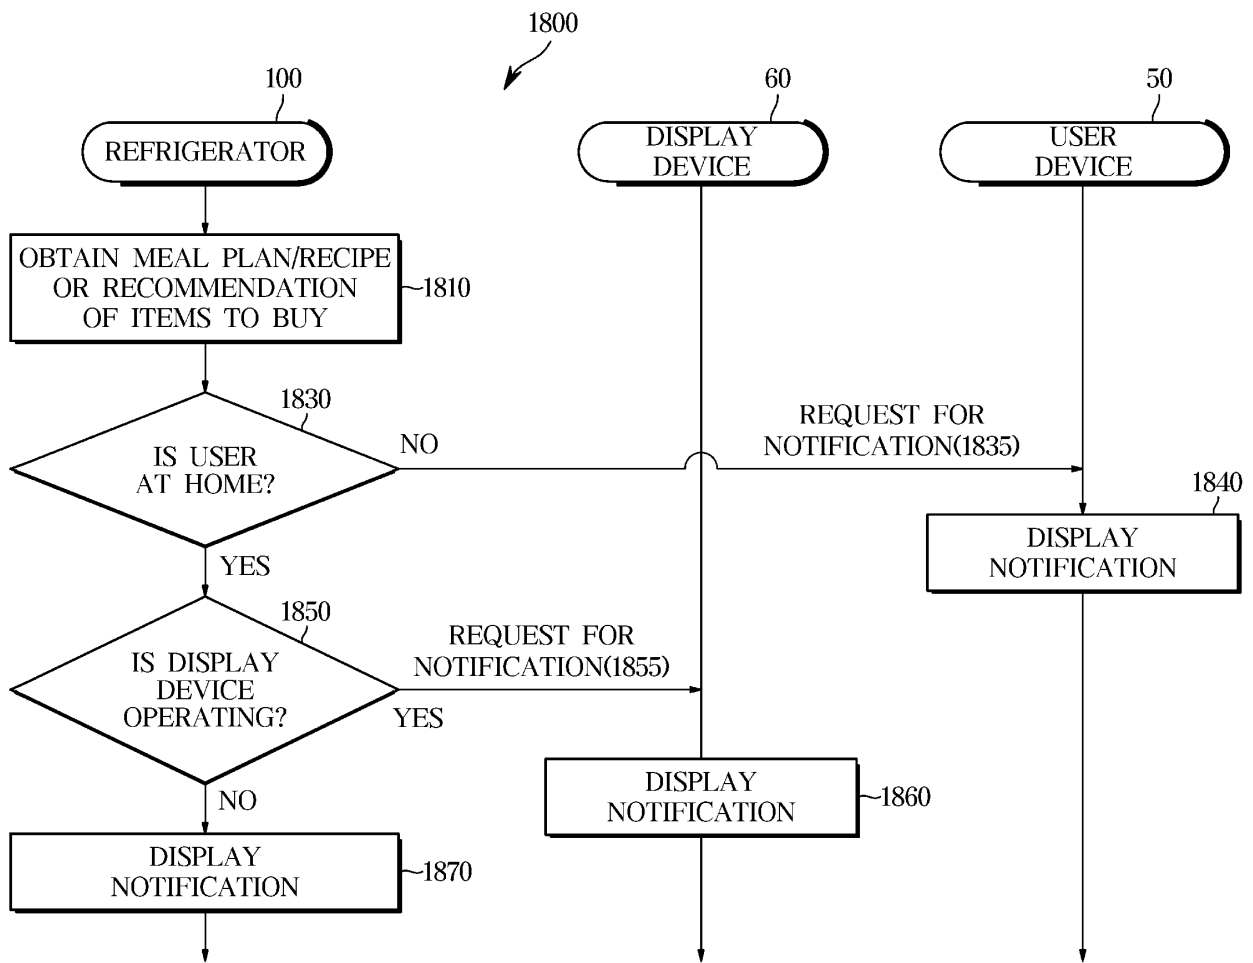 1800
100
60
50
REFRIGERATOR
DISPLAY
DEVICE
USER
DEVICE
OBTAIN MEAL PLAN/RECIPE
OR RECOMMENDATION
OF ITEMS TO BUY
1810
1830
IS USER
AT HOME?
NO
REQUEST FOR
NOTIFICATION(1835)
YES
1840
DISPLAY
NOTIFICATION
1850
IS DISPLAY
DEVICE
OPERATING?
REQUEST FOR
NOTIFICATION(1855)
YES
NO
DISPLAY
NOTIFICATION
1860
DISPLAY
NOTIFICATION
1870